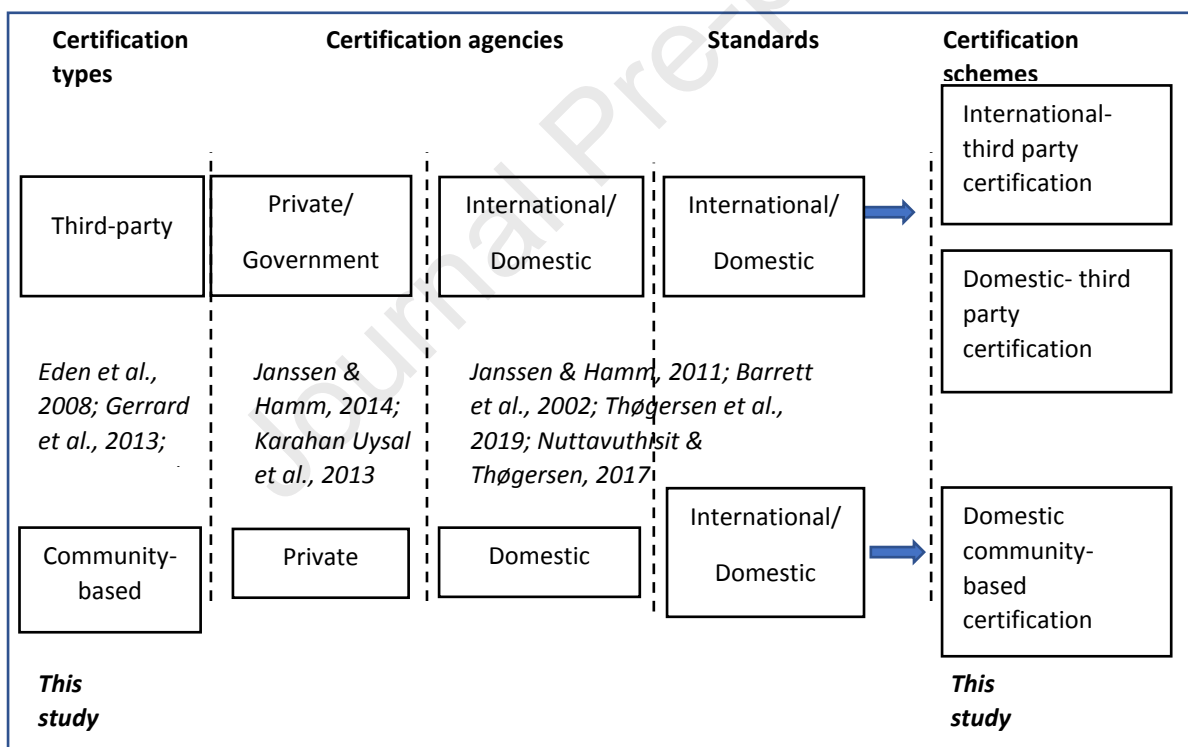 Certification types
Certification agencies
Standards
Certification schemes
Third-party
Private/
Government
International/
Domestic
International/
Domestic
International-
third party
certification
Domestic- third
party
certification
Eden et al.,
2008; Gerrard
et al., 2013;
Janssen &
Hamm, 2014;
Karahan Uysal
et al., 2013
Janssen & Hamm, 2011; Barrett
et al., 2002; Thøgersen et al.,
2019; Nuttavuthisit &
Thøgersen, 2017
Community-
based
Private
Domestic
International/
Domestic
Domestic
community-
based
certification
This
study
This
study
Journal Pre-p